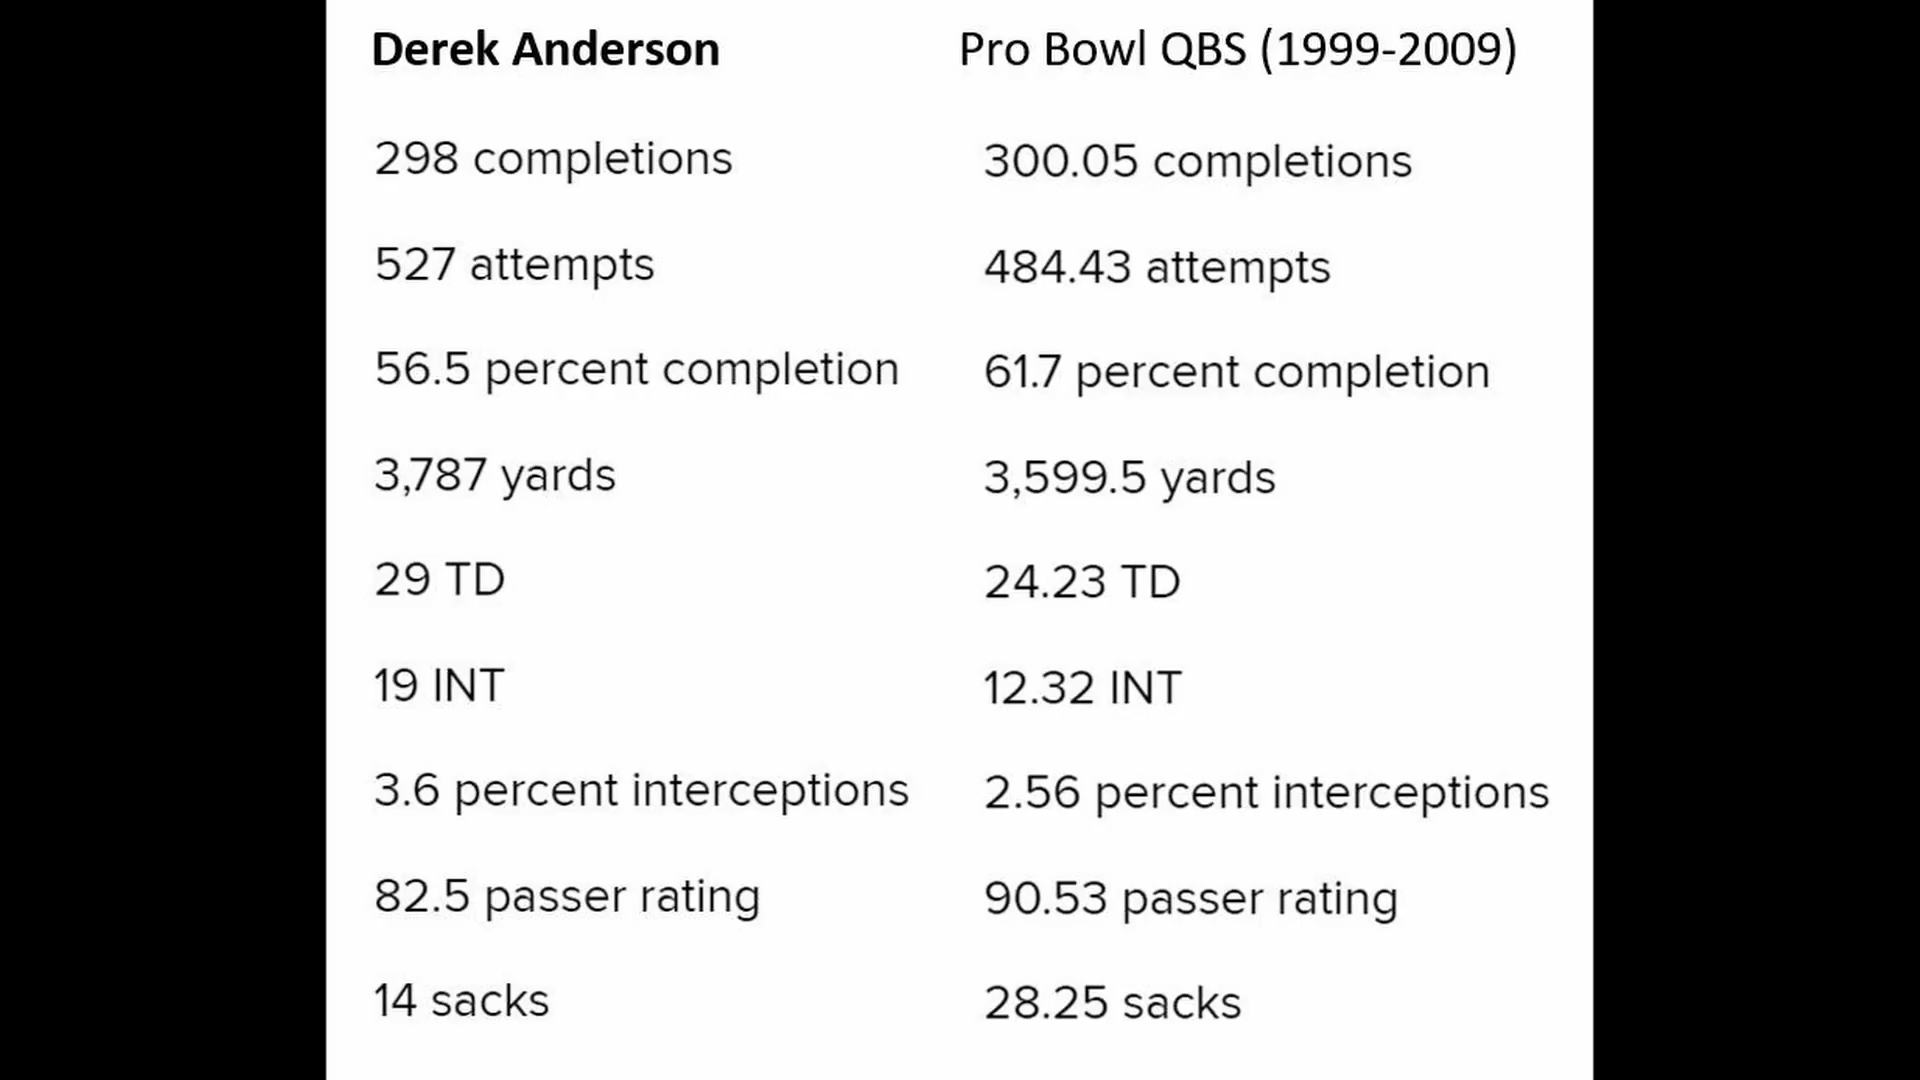 Derek Anderson
298 completions
527 attempts
56.5 percent completion
3,787 yards
29 TD
19 INT
3.6 percent interceptions
82.5 passer rating
14 sacks
Pro Bowl QBS (1999-2009)
300.05 completions
484.43 attempts
61.7 percent completion
3,599.5 yards
24.23 TD
12.32 INT
2.56 percent interceptions
90.53 passer rating
28.25 sacks